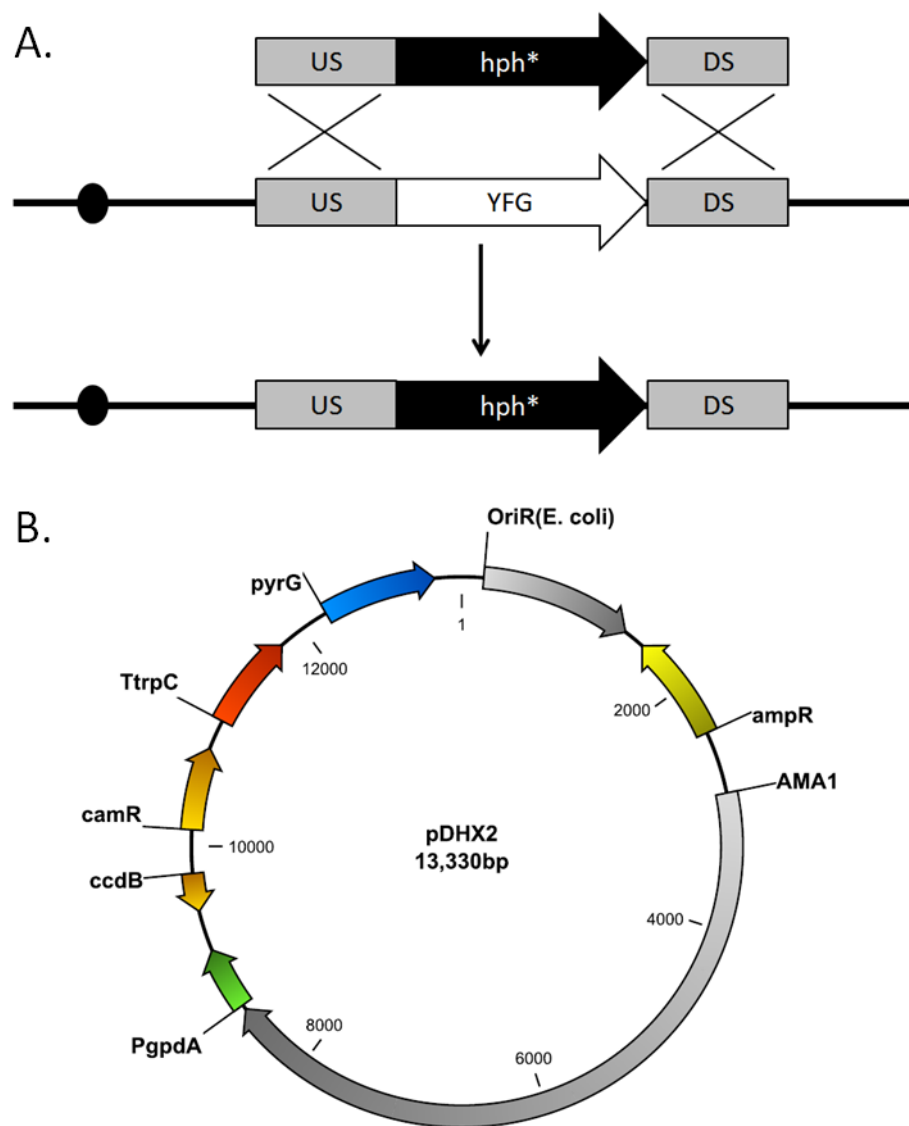 A.
US hph* DS
US YFG DS
US hph* DS
B.
OriR(E. coli)
pyrG
1
12000
TtrpC
2000
ampR
AMA1
camR
10000
pDHX2
13,330bp
ccdB
4000
8000
PgpdA
6000